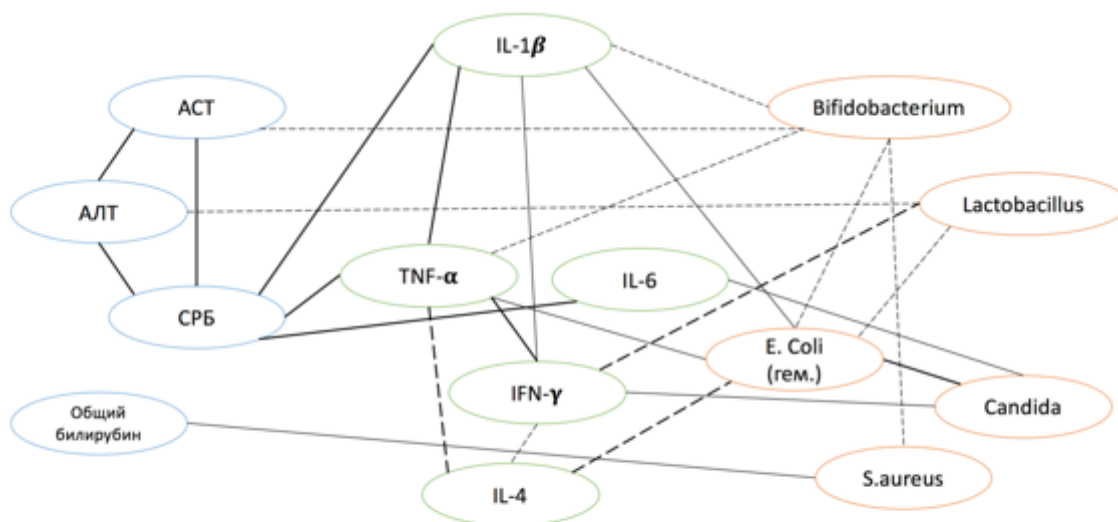 IL-1β
АСТ
Bifidobacterium
АЛТ
Lactobacillus
TNF-α
IL-6
СРБ
E. Coli
(гем.)
IFN-γ
Candida
Общий
билирубин
S.aureus
IL-4